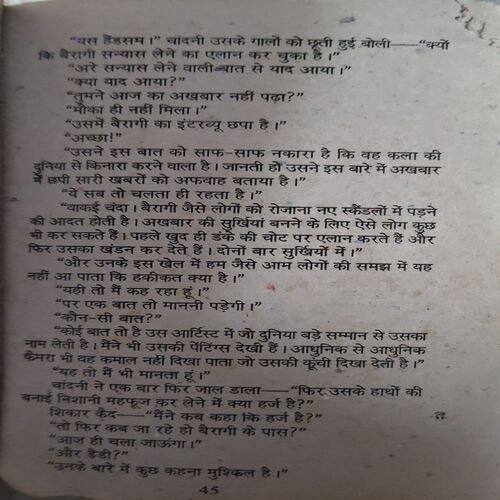 “यस हैंडसम।” चांदनी उसके गालों को छूती हुई बोली—“क्यों
कि बैरागी सन्यास लेने का एलान कर चुका है।”
“अरे सन्यास लेने वाली बात से याद आया।”
“क्या याद आया?”
“तुमने आज का अखबार नहीं पढ़ा?”
“मौका ही नहीं मिला।”
“उसमें बैरागी का इंटरव्यू छपा है।”
“अच्छा!”
“उसने इस बात को साफ-साफ नकारा है कि वह कला की
दुनिया से किनारा करने वाला है। जानती हो उसने इस बारे में अखबार
में छपी सारी खबरों को अफवाह बताया है।”
“ये सब तो चलता ही रहता है।”
“वाकई चंदा। बैरागी जैसे लोगों को रोजाना नए स्कैंडलों में पड़ने
की आदत होती है। अखबार की सुर्खियां बनने के लिए ऐसे लोग कुछ
भी कर सकते हैं। पहले खुद ही डंके की चोट पर एलान करते हैं और
फिर उसका खंडन कर देते हैं। दोनों बार सुर्खियों में।”
“और उनके इस खेल में हम जैसे आम लोगों की समझ में यह
नहीं आ पाता कि हकीकत क्या है।”
“यही तो मैं कह रहा हूं।”
“पर एक बात तो माननी पड़ेगी।”
“कौन-सी बात?”
“कोई बात तो है उस आर्टिस्ट में जो दुनिया बड़े सम्मान से उसका
नाम लेती है। मैंने भी उसकी पेंटिंग्स देखी हैं। आधुनिक से आधुनिक
कैमरा भी वह कमाल नहीं दिखा पाता जो उसकी कूंची दिखा देती है।”
“यह तो मैं भी मानता हूं।”
चांदनी ने एक बार फिर जाल डाला—“फिर उसके हाथों की
बनाई निशानी महफूज कर लेने में क्या हर्ज है?”
शिकार कैद—“मैंने कब कहा कि हर्ज है?”
“तो फिर कब जा रहे हो बैरागी के पास?”
“आज ही चला जाऊंगा।”
“और डैडी?”
“उनके बारे में कुछ कहना मुश्किल है।”
45